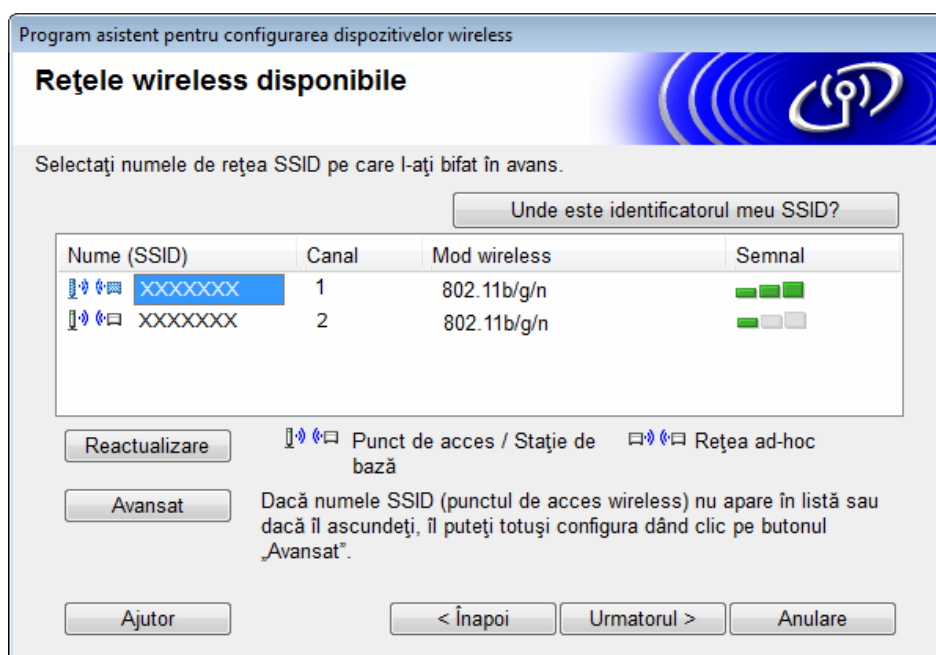 Program asistent pentru configurarea dispozitivelor wireless
Reţele wireless disponibile
Selectaţi numele de reţea SSID pe care l-aţi bifat în avans.
Unde este identificatorul meu SSID?
Nume (SSID) Canal Mod wireless Semnal
XXXXXXX 1 802.11b/g/n
XXXXXXX 2 802.11b/g/n
Reactualizare
Punct de acces / Staţie de
bază
Reţea ad-hoc
Avansat
Dacă numele SSID (punctul de acces wireless) nu apare în listă sau
dacă îl ascundeţi, îl puteţi totuşi configura dând clic pe butonul
„Avansat”.
Ajutor
< Înapoi
Urmatorul >
Anulare